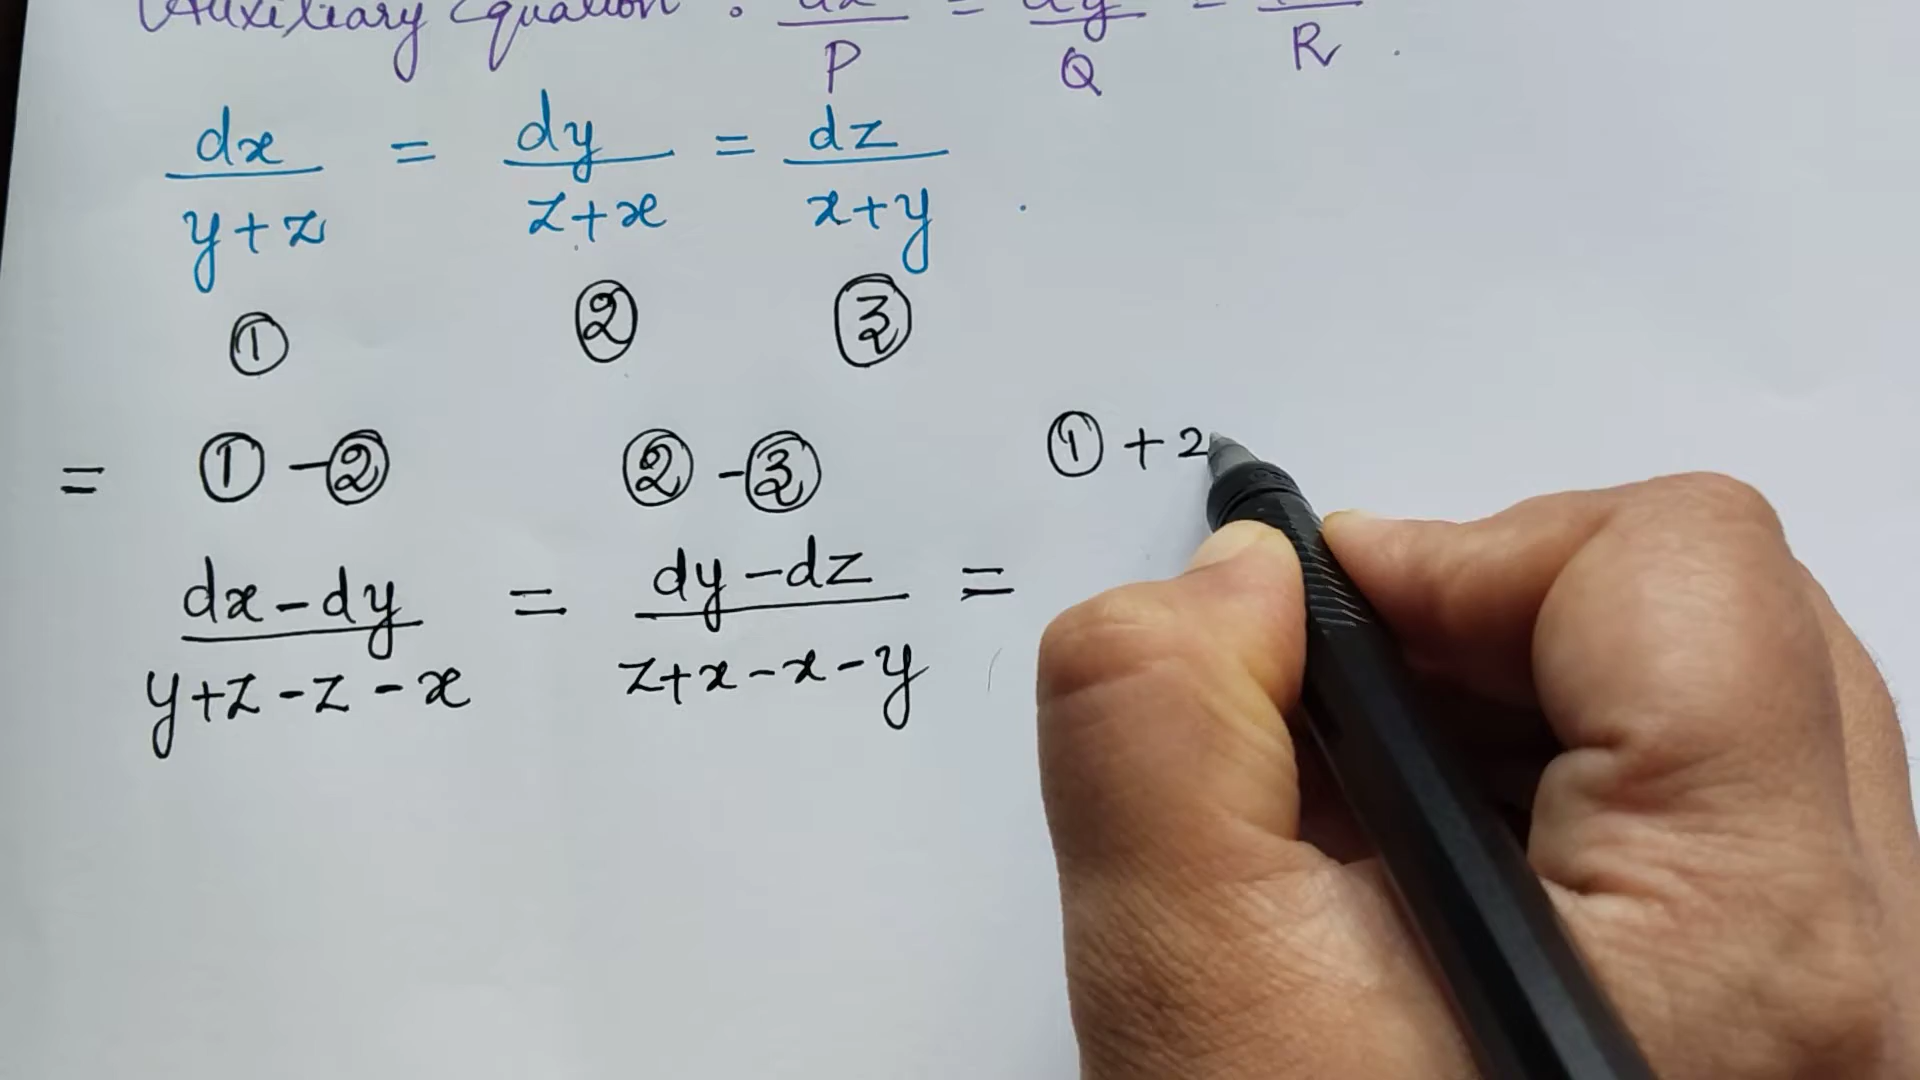 Auxiliary Equation : dx/P = dy/Q = /R .
dx/y+z = dy/z+x = dz/x+y .
① ② ③
= ①-② ②-③ ①+2
dx-dy/y+z-z-x = dy-dz/z+x-x-y =